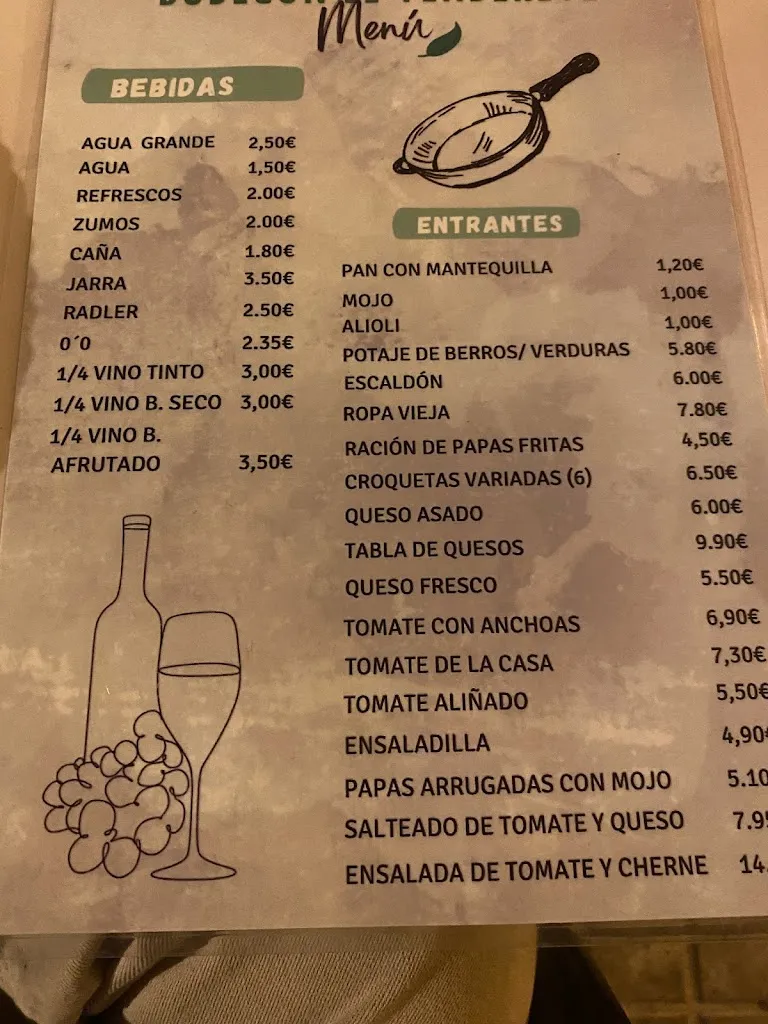 Menú
BEBIDAS
AGUA GRANDE 2,50€
AGUA 1,50€
REFRESCOS 2.00€
ZUMOS 2.00€
CAÑA 1.80€
JARRA 3.50€
RADLER 2.50€
0´0 2.35€
1/4 VINO TINTO 3,00€
1/4 VINO B. SECO 3,00€
1/4 VINO B.
AFRUTADO 3,50€
ENTRANTES
PAN CON MANTEQUILLA 1,20€
MOJO 1,00€
ALIOLI 1,00€
POTAJE DE BERROS/ VERDURAS 5.80€
ESCALDÓN 6.00€
ROPA VIEJA 7.80€
RACIÓN DE PAPAS FRITAS 4,50€
CROQUETAS VARIADAS (6) 6.50€
QUESO ASADO 6.00€
TABLA DE QUESOS 9.90€
QUESO FRESCO 5.50€
TOMATE CON ANCHOAS 6,90€
TOMATE DE LA CASA 7,30€
TOMATE ALIÑADO 5,50€
ENSALADILLA 4,90€
PAPAS ARRUGADAS CON MOJO 5.10
SALTEADO DE TOMATE Y QUESO 7.95
ENSALADA DE TOMATE Y CHERNE 14.